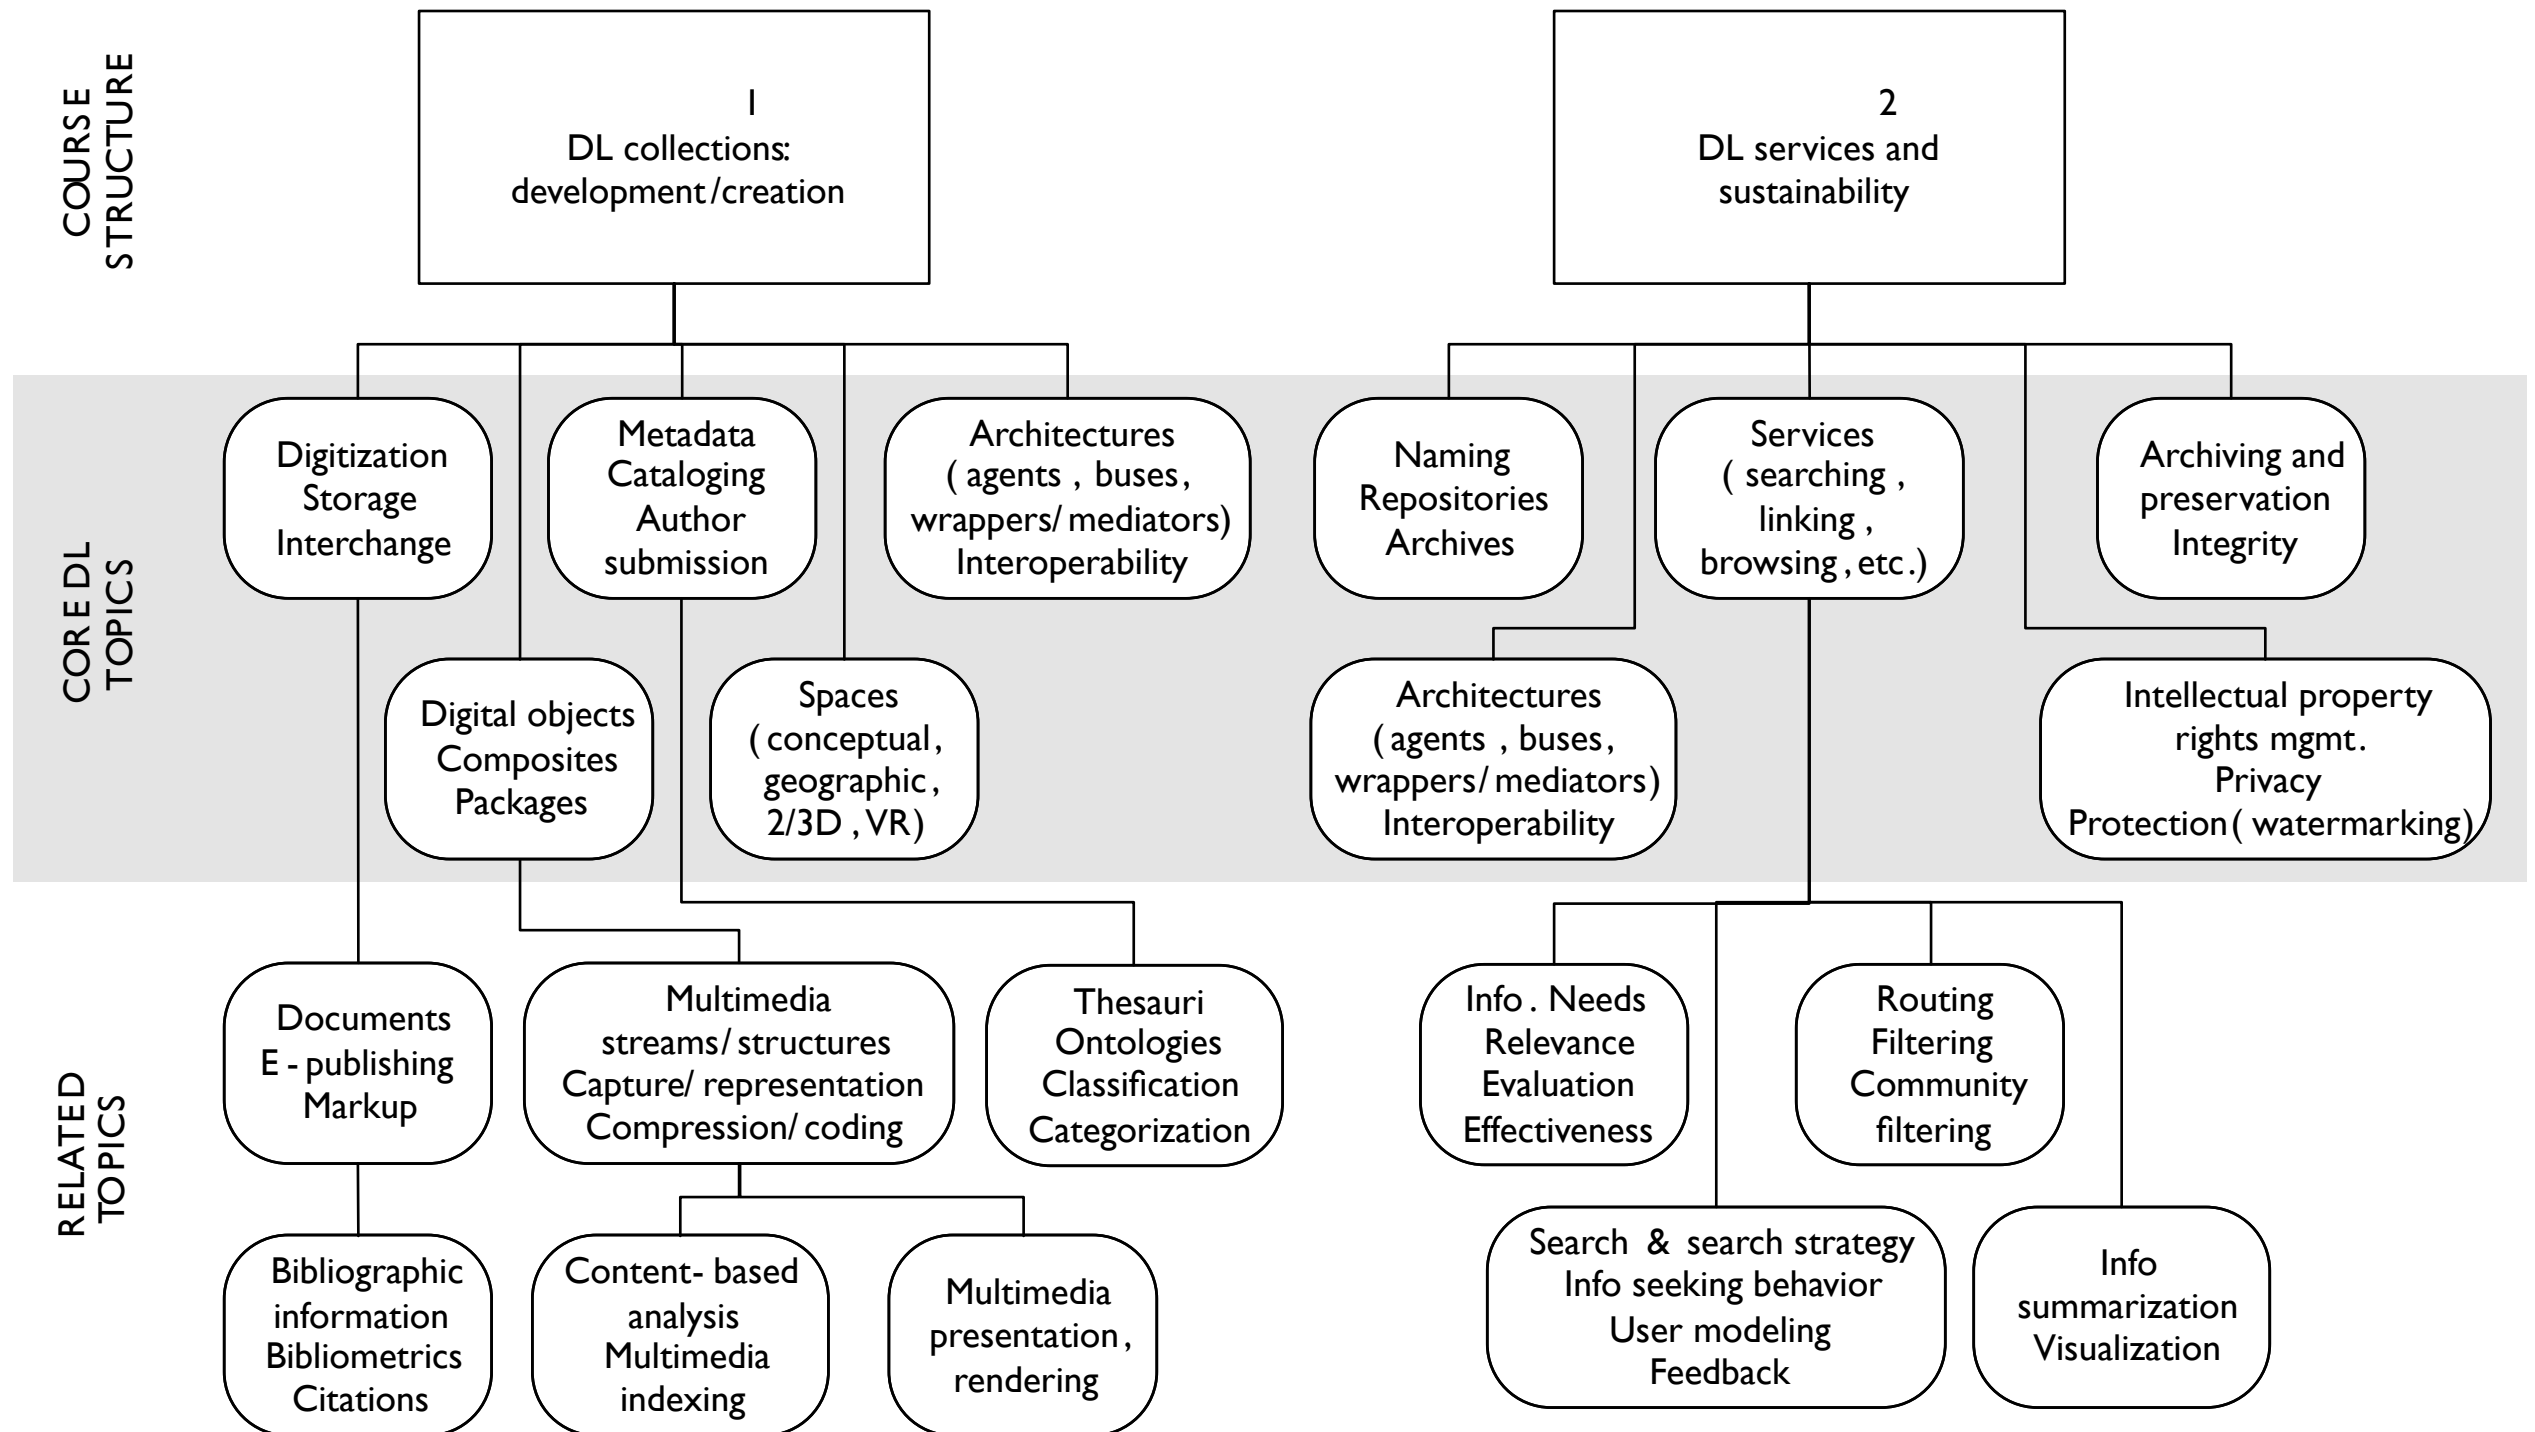 COURSE
STRUCTURE
1
DL collections:
development/creation
2
DL services and
sustainability
CORE DL
TOPICS
Digitization
Storage
Interchange
Metadata
Cataloging
Author
submission
Architectures
(agents, buses,
wrappers/mediators)
Interoperability
Naming
Repositories
Archives
Services
(searching,
linking,
browsing, etc.)
Archiving and
preservation
Integrity
Digital objects
Composites
Packages
Spaces
(conceptual,
geographic,
2/3D, VR)
Architectures
(agents, buses,
wrappers/mediators)
Interoperability
Intellectual property
rights mgmt.
Privacy
Protection (watermarking)
RELATED
TOPICS
Documents
E-publishing
Markup
Multimedia
streams/structures
Capture/representation
Compression/coding
Thesauri
Ontologies
Classification
Categorization
Info. Needs
Relevance
Evaluation
Effectiveness
Routing
Filtering
Community
filtering
Bibliographic
information
Bibliometrics
Citations
Content-based
analysis
Multimedia
indexing
Multimedia
presentation,
rendering
Search & search strategy
Info seeking behavior
User modeling
Feedback
Info
summarization
Visualization